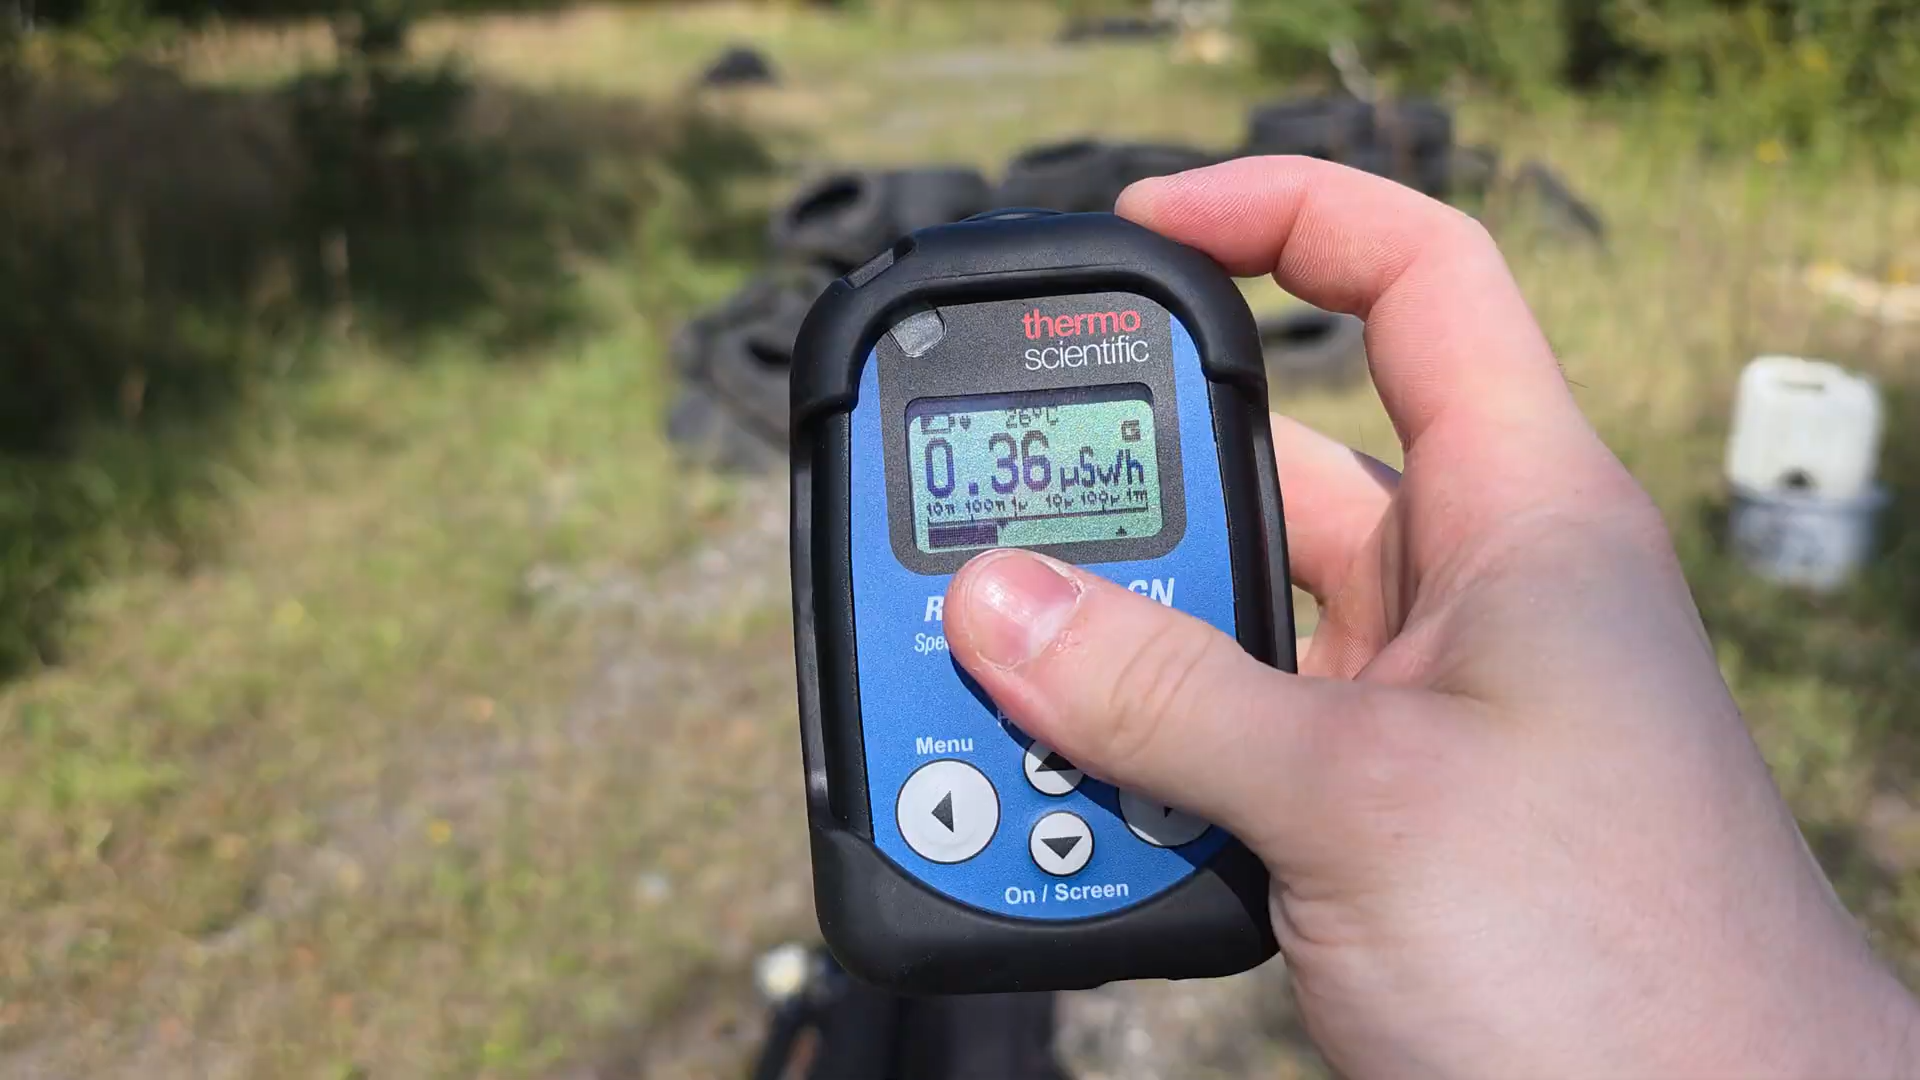 thermo
scientific
26°C
G
0.36 µSv/h
10n 100n 1µ 10µ 100µ 1m
Menu
On / Screen